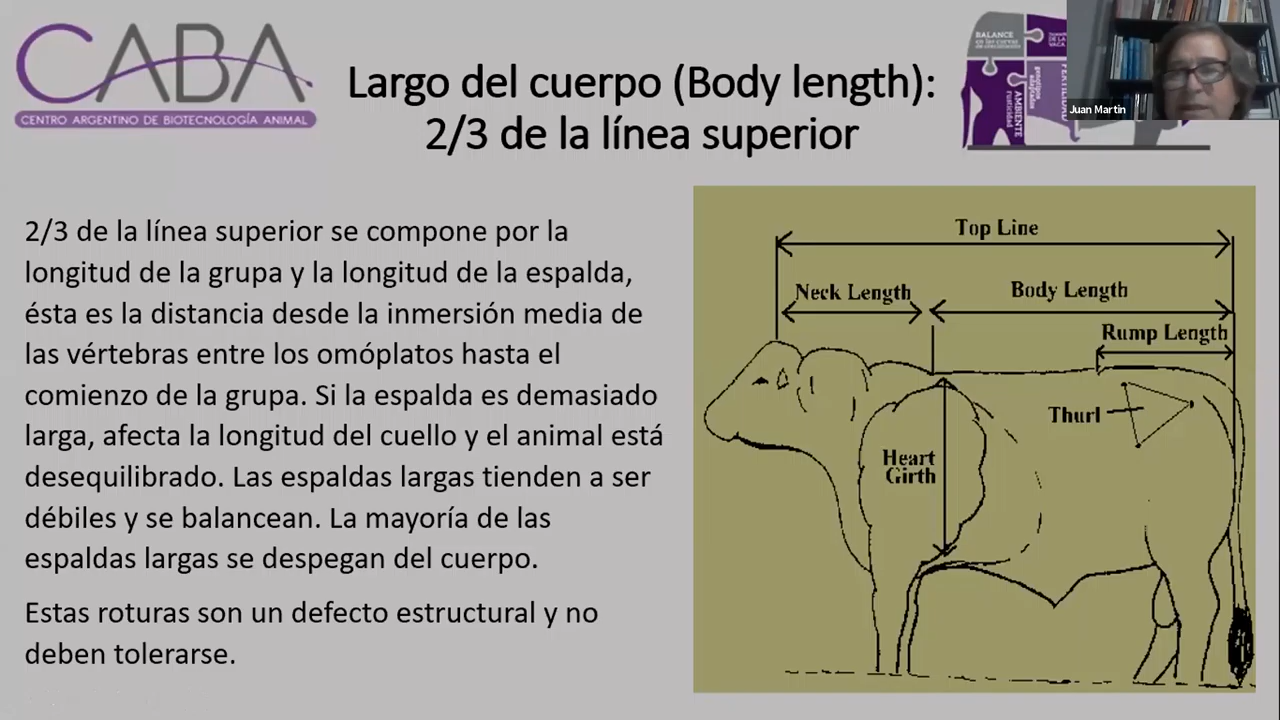 CABA
CENTRO ARGENTINO DE BIOTECNOLOGÍA ANIMAL
Largo del cuerpo (Body length):
2/3 de la línea superior
BALANCE
AMBIENTE
rusticidad
Juan Martin
2/3 de la línea superior se compone por la
longitud de la grupa y la longitud de la espalda,
ésta es la distancia desde la inmersión media de
las vértebras entre los omóplatos hasta el
comienzo de la grupa. Si la espalda es demasiado
larga, afecta la longitud del cuello y el animal está
desequilibrado. Las espaldas largas tienden a ser
débiles y se balancean. La mayoría de las
espaldas largas se despegan del cuerpo.
Estas roturas son un defecto estructural y no
deben tolerarse.
Top Line
Neck Length
Body Length
Rump Length
Thurl
Heart
Girth